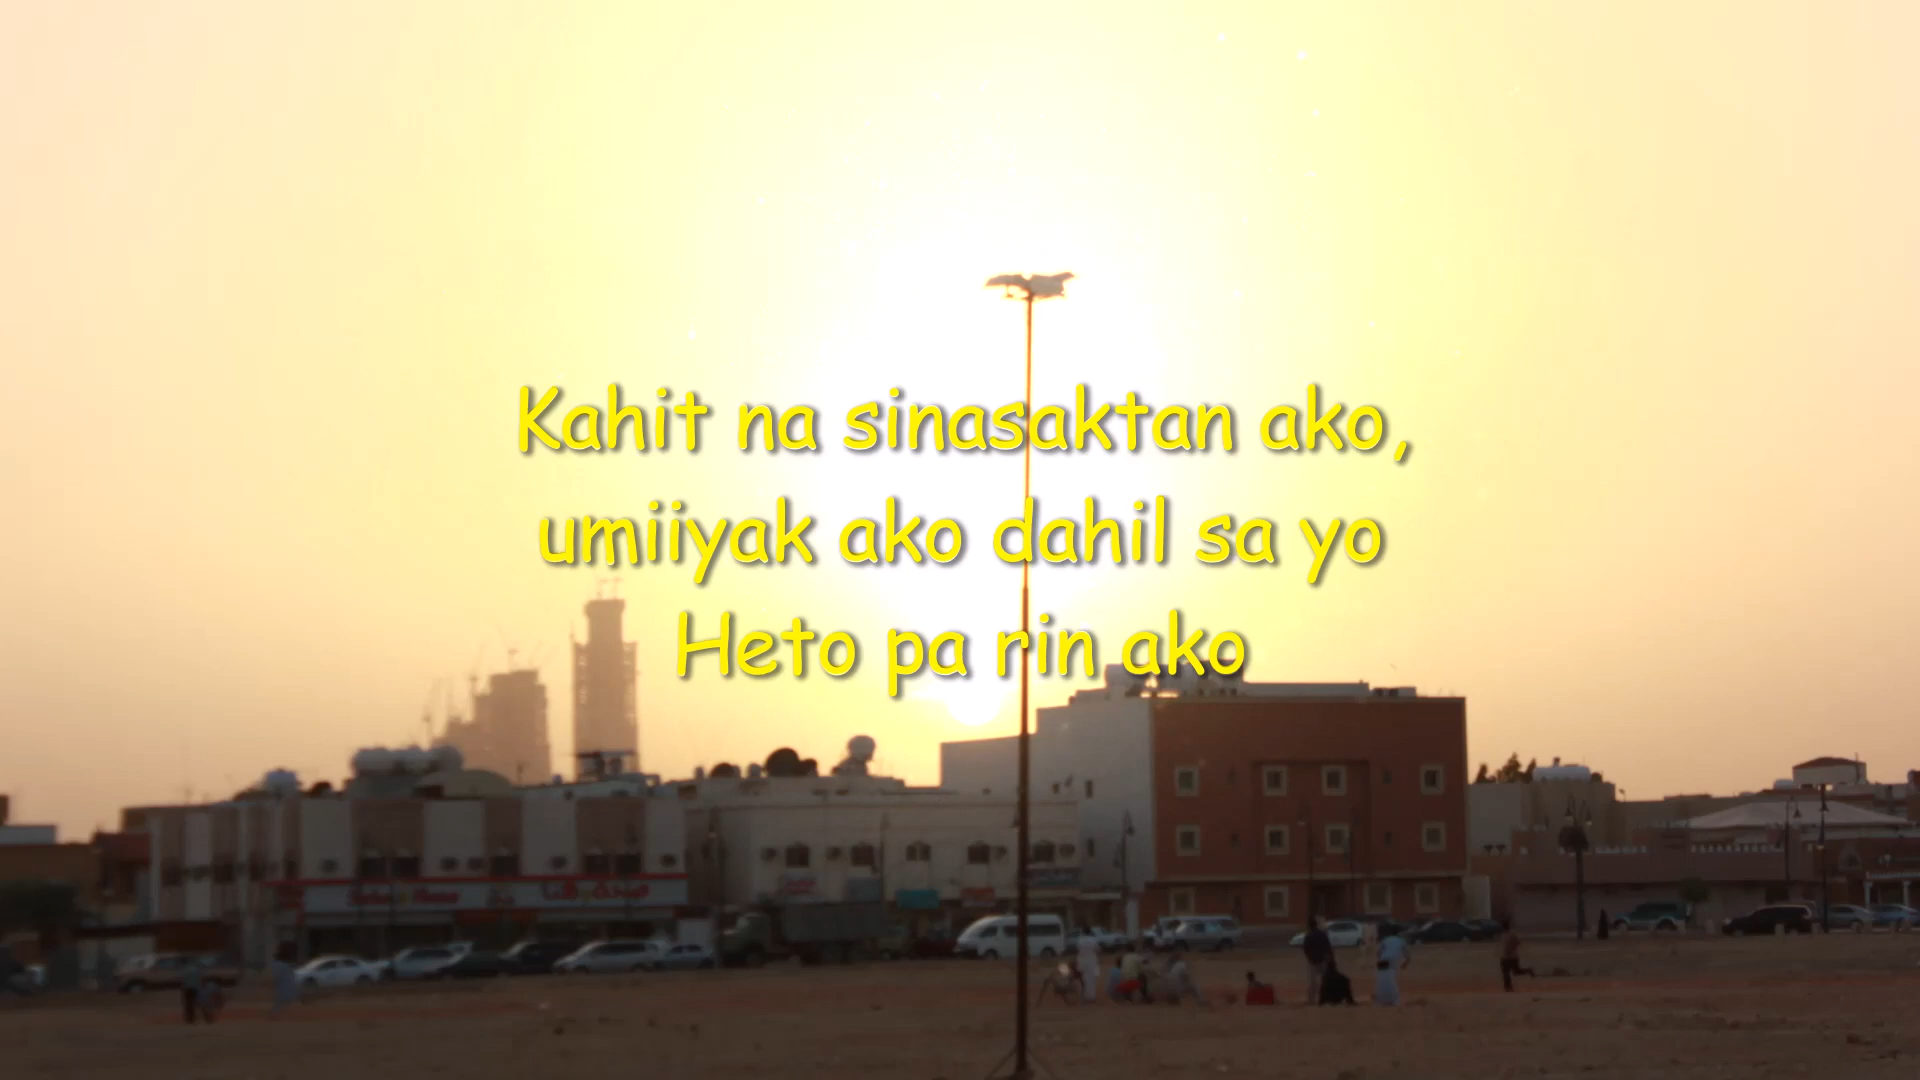 Kahit na sinasaktan ako,
umiiyak ako dahil sa yo
Heto pa rin ako